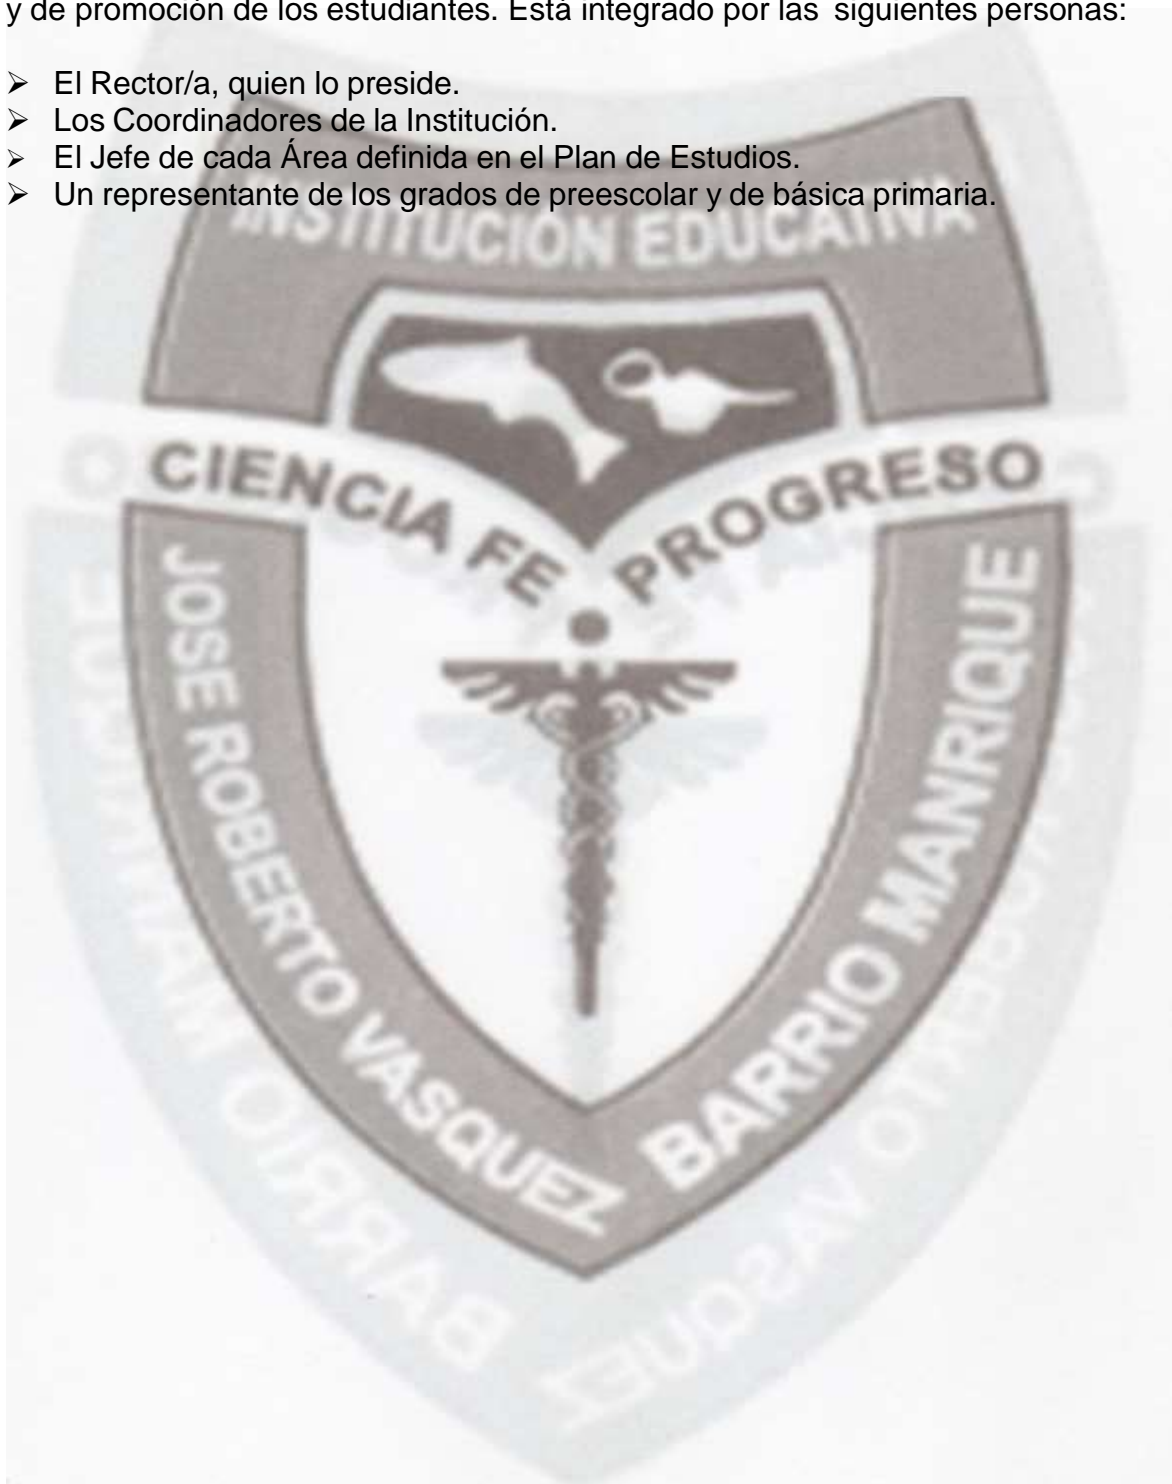 y de promoción de los estudiantes. Está integrado por las siguientes personas:
➢ El Rector/a, quien lo preside.
➢ Los Coordinadores de la Institución.
➢ El Jefe de cada Área definida en el Plan de Estudios.
➢ Un representante de los grados de preescolar y de básica primaria.
INSTITUCIÓN EDUCATIVA
CIENCIA FE PROGRESO
JOSE ROBERTO VASQUEZ
BARRIO MANRIQUE